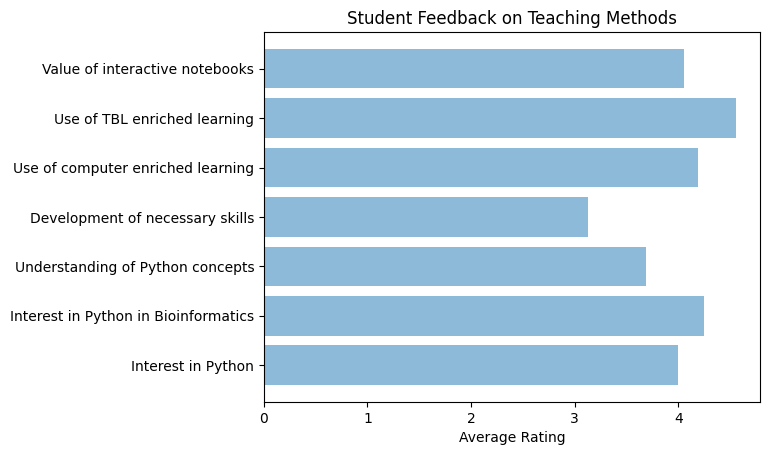 Student Feedback on Teaching Methods
Value of interactive notebooks
Use of TBL enriched learning
Use of computer enriched learning
Development of necessary skills
Understanding of Python concepts
Interest in Python in Bioinformatics
Interest in Python
0 1 2 3 4
Average Rating